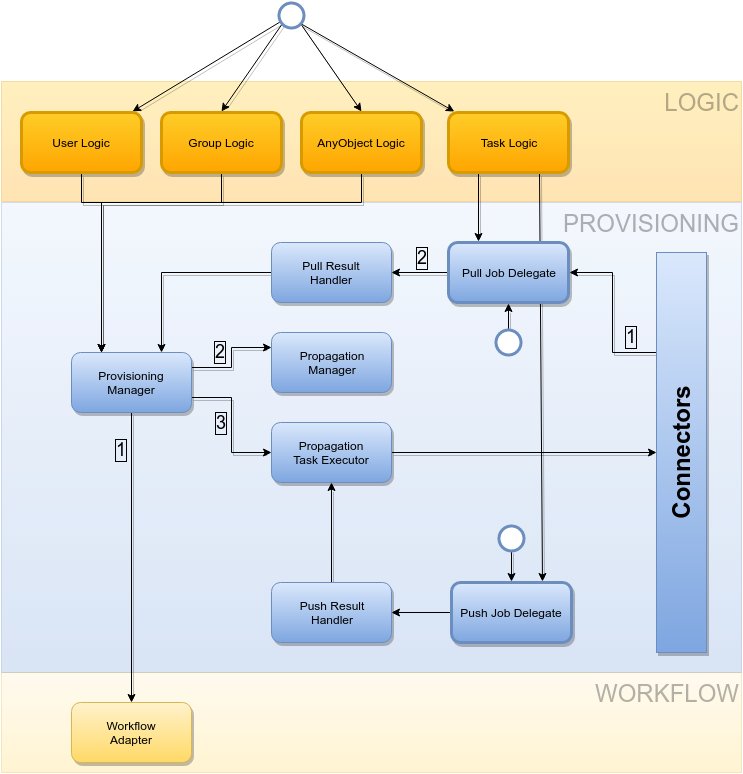 LOGIC
User Logic
Group Logic
AnyObject Logic
Task Logic
PROVISIONING
Pull Result
Handler
2
Pull Job Delegate
1
Provisioning
Manager
2
Propagation
Manager
3
Propagation
Task Executor
Connectors
1
Push Result
Handler
Push Job Delegate
WORKFLOW
Workflow
Adapter